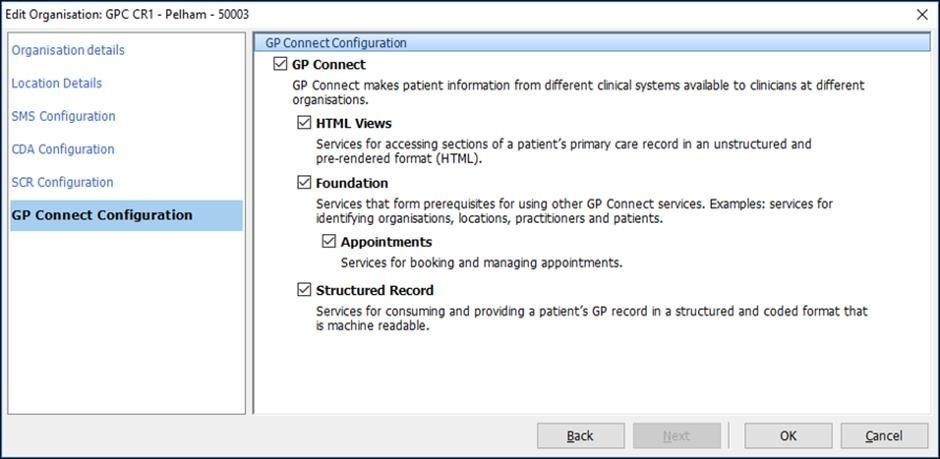 Edit Organisation: GPC CR1 - Pelham - 50003
Organisation details
Location Details
SMS Configuration
CDA Configuration
SCR Configuration
GP Connect Configuration
GP Connect Configuration
GP Connect
GP Connect makes patient information from different clinical systems available to clinicians at different
organisations.
HTML Views
Services for accessing sections of a patient's primary care record in an unstructured and
pre-rendered format (HTML).
Foundation
Services that form prerequisites for using other GP Connect services. Examples: services for
identifying organisations, locations, practitioners and patients.
Appointments
Services for booking and managing appointments.
Structured Record
Services for consuming and providing a patient's GP record in a structured and coded format that
is machine readable.
Back
Next
OK
Cancel